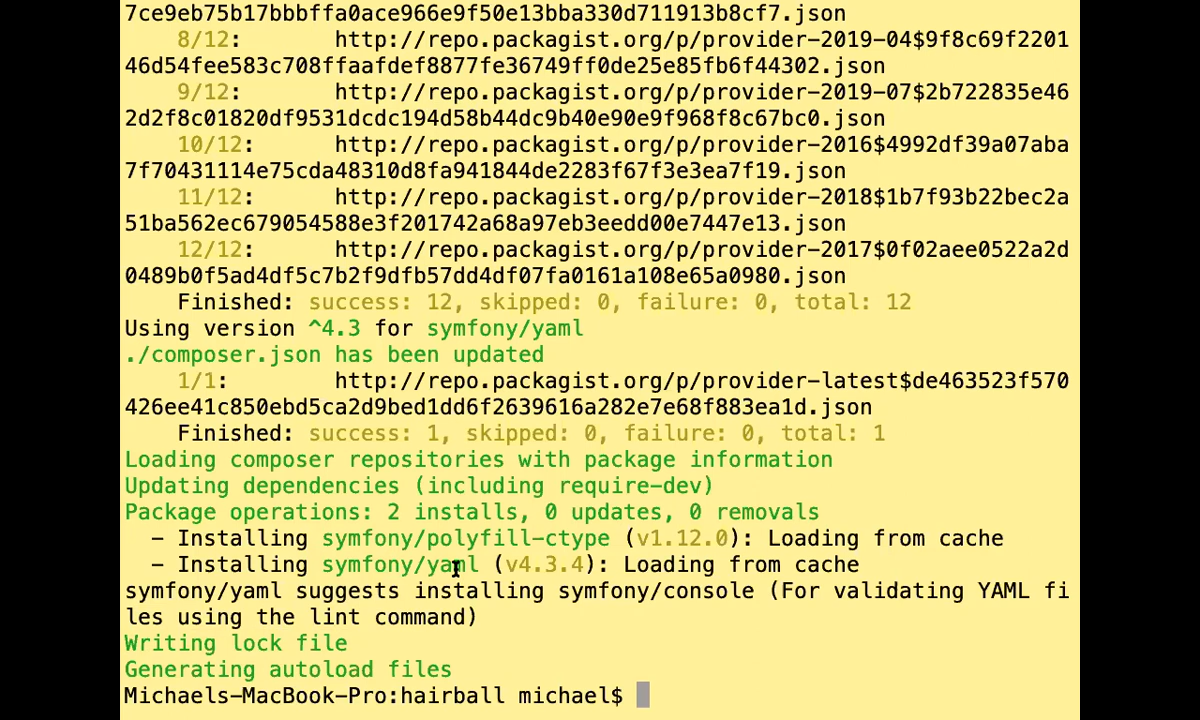 7ce9eb75b17bbbffa0ace966e9f50e13bba330d711913b8cf7.json
8/12:       http://repo.packagist.org/p/provider-2019-04$9f8c69f2201
46d54fee583c708ffaafdef8877fe36749ff0de25e85fb6f44302.json
9/12:       http://repo.packagist.org/p/provider-2019-07$2b722835e46
2d2f8c01820df9531dcdc194d58b44dc9b40e90e9f968f8c67bc0.json
10/12:       http://repo.packagist.org/p/provider-2016$4992df39a07aba
7f70431114e75cda48310d8fa941844de2283f67f3e3ea7f19.json
11/12:       http://repo.packagist.org/p/provider-2018$1b7f93b22bec2a
51ba562ec679054588e3f201742a68a97eb3eedd00e7447e13.json
12/12:       http://repo.packagist.org/p/provider-2017$0f02aee0522a2d
0489b0f5ad4df5c7b2f9dfb57dd4df07fa0161a108e65a0980.json
Finished: success: 12, skipped: 0, failure: 0, total: 12
Using version ^4.3 for symfony/yaml
./composer.json has been updated
1/1:        http://repo.packagist.org/p/provider-latest$de463523f570
426ee41c850ebd5ca2d9bed1dd6f2639616a282e7e68f883ea1d.json
Finished: success: 1, skipped: 0, failure: 0, total: 1
Loading composer repositories with package information
Updating dependencies (including require-dev)
Package operations: 2 installs, 0 updates, 0 removals
- Installing symfony/polyfill-ctype (v1.12.0): Loading from cache
- Installing symfony/yaml (v4.3.4): Loading from cache
symfony/yaml suggests installing symfony/console (For validating YAML fi
les using the lint command)
Writing lock file
Generating autoload files
Michaels-MacBook-Pro:hairball michael$